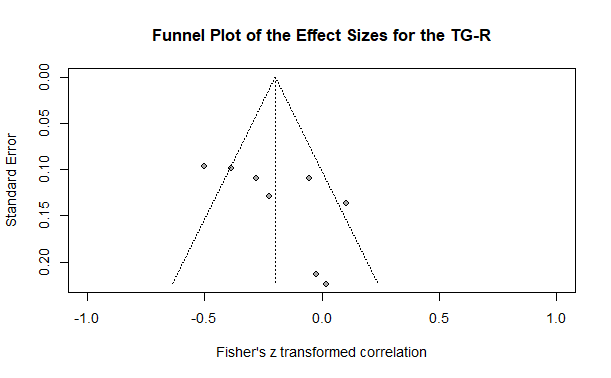 Funnel Plot of the Effect Sizes for the TG-R
0.00
0.05
0.10
0.15
0.20
Standard Error
-1.0 -0.5 0.0 0.5 1.0
Fisher's z transformed correlation